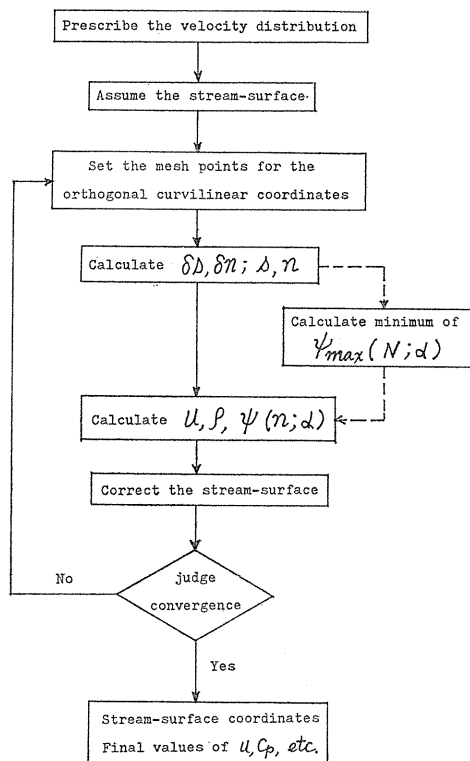 Prescribe the velocity distribution
Assume the stream-surface
Set the mesh points for the
orthogonal curvilinear coordinates
Calculate δs, δn; s, n
Calculate minimum of
ψmax(N;α)
Calculate u, ρ, ψ(n;α)
Correct the stream-surface
No
judge
convergence
Yes
Stream-surface coordinates
Final values of u, Cp, etc.